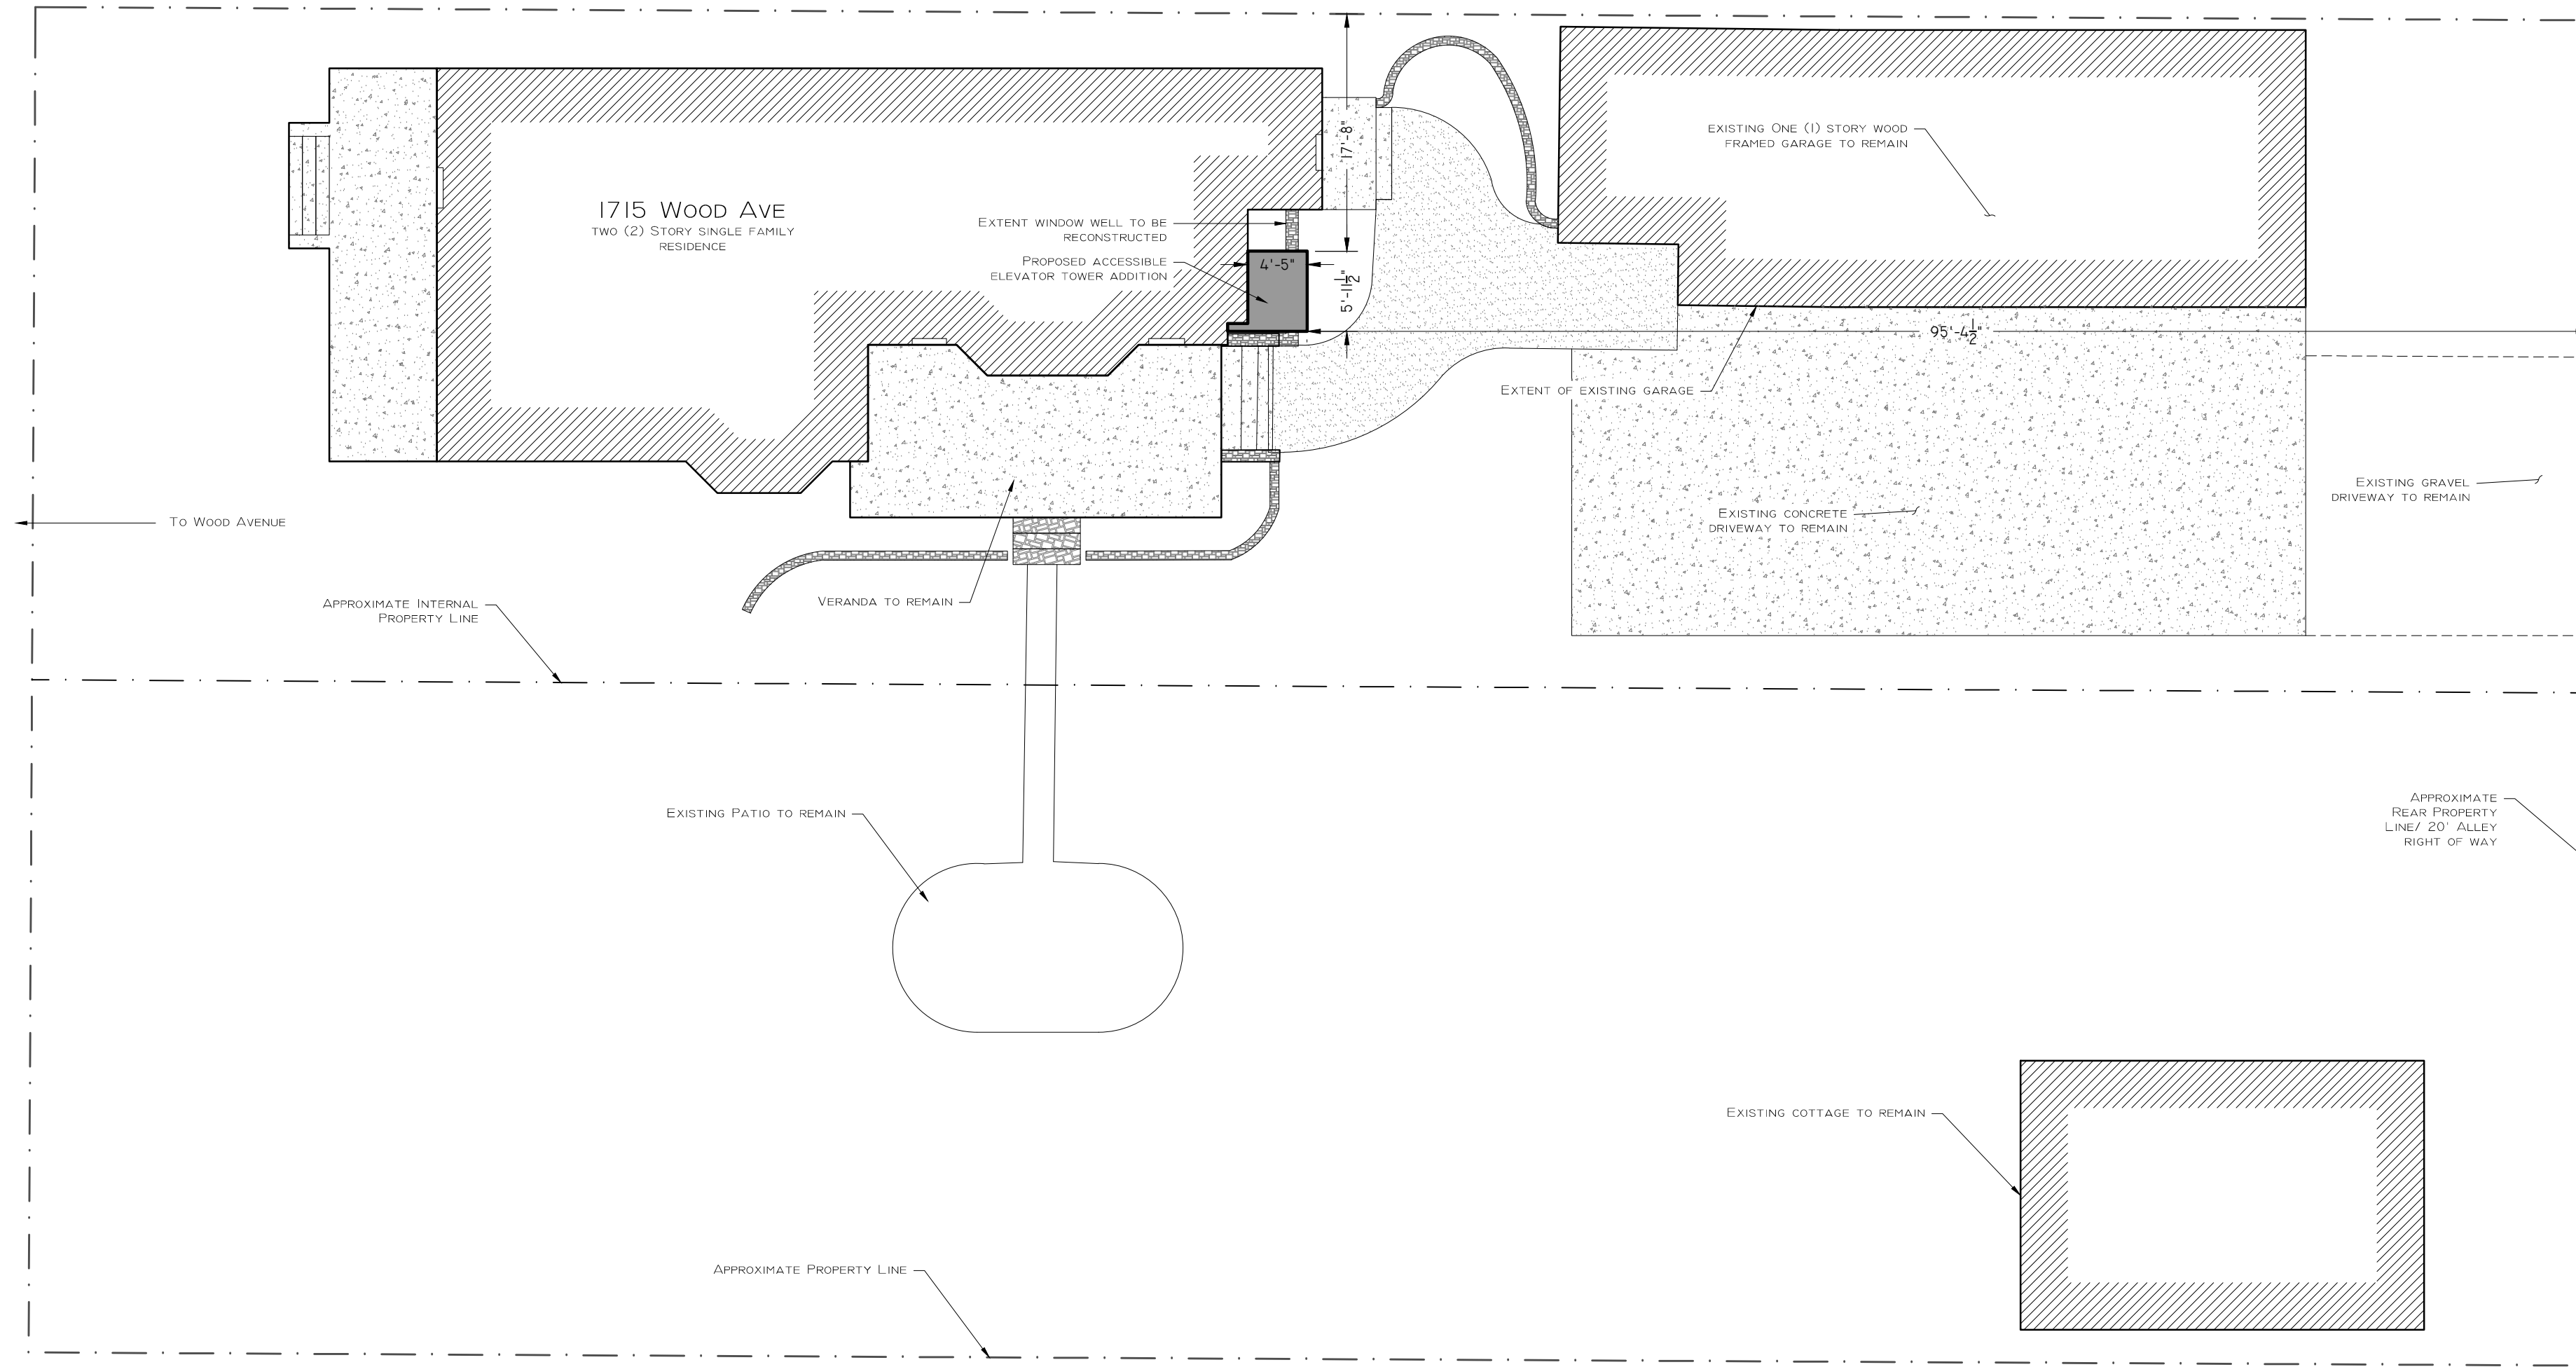 17'-8"
EXISTING ONE (1) STORY WOOD
FRAMED GARAGE TO REMAIN
1715 WOOD AVE
TWO (2) STORY SINGLE FAMILY
RESIDENCE
EXTENT WINDOW WELL TO BE
RECONSTRUCTED
PROPOSED ACCESSIBLE
ELEVATOR TOWER ADDITION
4'-5"
5'-11 1/2"
95'-4 1/2"
EXTENT OF EXISTING GARAGE
EXISTING GRAVEL
DRIVEWAY TO REMAIN
EXISTING CONCRETE
DRIVEWAY TO REMAIN
TO WOOD AVENUE
APPROXIMATE INTERNAL
PROPERTY LINE
VERANDA TO REMAIN
EXISTING PATIO TO REMAIN
APPROXIMATE
REAR PROPERTY
LINE/ 20' ALLEY
RIGHT OF WAY
EXISTING COTTAGE TO REMAIN
APPROXIMATE PROPERTY LINE